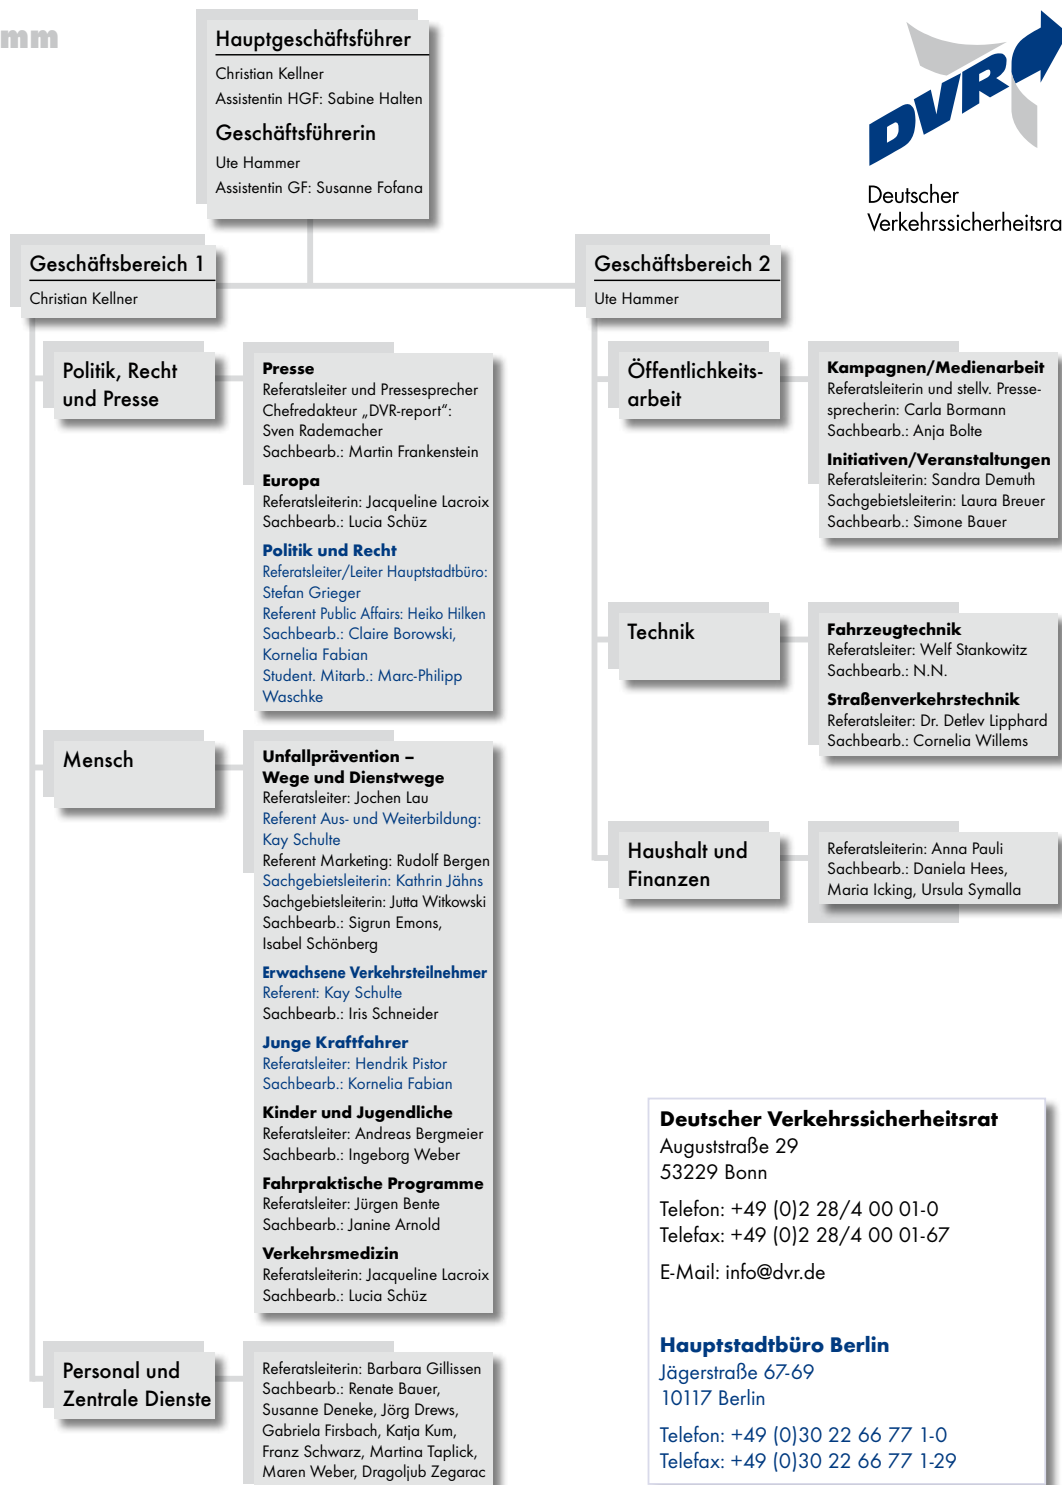 mm
Hauptgeschäftsführer
Christian Kellner
Assistentin HGF: Sabine Halten
Geschäftsführerin
Ute Hammer
Assistentin GF: Susanne Fofana
DVR
Deutscher
Verkehrssicherheitsra
Geschäftsbereich 1
Christian Kellner
Politik, Recht
und Presse
Presse
Referatsleiter und Pressesprecher
Chefredakteur „DVR-report“:
Sven Rademacher
Sachbearb.: Martin Frankenstein
Europa
Referatsleiterin: Jacqueline Lacroix
Sachbearb.: Lucia Schüz
Politik und Recht
Referatsleiter/Leiter Hauptstadtbüro:
Stefan Grieger
Referent Public Affairs: Heiko Hilken
Sachbearb.: Claire Borowski,
Kornelia Fabian
Student. Mitarb.: Marc-Philipp
Waschke
Mensch
Unfallprävention –
Wege und Dienstwege
Referatsleiter: Jochen Lau
Referent Aus- und Weiterbildung:
Kay Schulte
Referent Marketing: Rudolf Bergen
Sachgebietsleiterin: Kathrin Jähns
Sachgebietsleiterin: Jutta Witkowski
Sachbearb.: Sigrun Emons,
Isabel Schönberg
Erwachsene Verkehrsteilnehmer
Referent: Kay Schulte
Sachbearb.: Iris Schneider
Junge Kraftfahrer
Referatsleiter: Hendrik Pistor
Sachbearb.: Kornelia Fabian
Kinder und Jugendliche
Referatsleiter: Andreas Bergmeier
Sachbearb.: Ingeborg Weber
Fahrpraktische Programme
Referatsleiter: Jürgen Bente
Sachbearb.: Janine Arnold
Verkehrsmedizin
Referatsleiterin: Jacqueline Lacroix
Sachbearb.: Lucia Schüz
Personal und
Zentrale Dienste
Referatsleiterin: Barbara Gillissen
Sachbearb.: Renate Bauer,
Susanne Deneke, Jörg Drews,
Gabriela Firsbach, Katja Kum,
Franz Schwarz, Martina Taplick,
Maren Weber, Dragoljub Zegarac
Geschäftsbereich 2
Ute Hammer
Öffentlichkeits-
arbeit
Kampagnen/Medienarbeit
Referatsleiterin und stellv. Presse-
sprecherin: Carla Bormann
Sachbearb.: Anja Bolte
Initiativen/Veranstaltungen
Referatsleiterin: Sandra Demuth
Sachgebietsleiterin: Laura Breuer
Sachbearb.: Simone Bauer
Technik
Fahrzeugtechnik
Referatsleiter: Welf Stankowitz
Sachbearb.: N.N.
Straßenverkehrstechnik
Referatsleiter: Dr. Detlev Lipphard
Sachbearb.: Cornelia Willems
Haushalt und
Finanzen
Referatsleiterin: Anna Pauli
Sachbearb.: Daniela Hees,
Maria Icking, Ursula Symalla
Deutscher Verkehrssicherheitsrat
Auguststraße 29
53229 Bonn
Telefon: +49 (0)2 28/4 00 01-0
Telefax: +49 (0)2 28/4 00 01-67
E-Mail: info@dvr.de
Hauptstadtbüro Berlin
Jägerstraße 67-69
10117 Berlin
Telefon: +49 (0)30 22 66 77 1-0
Telefax: +49 (0)30 22 66 77 1-29